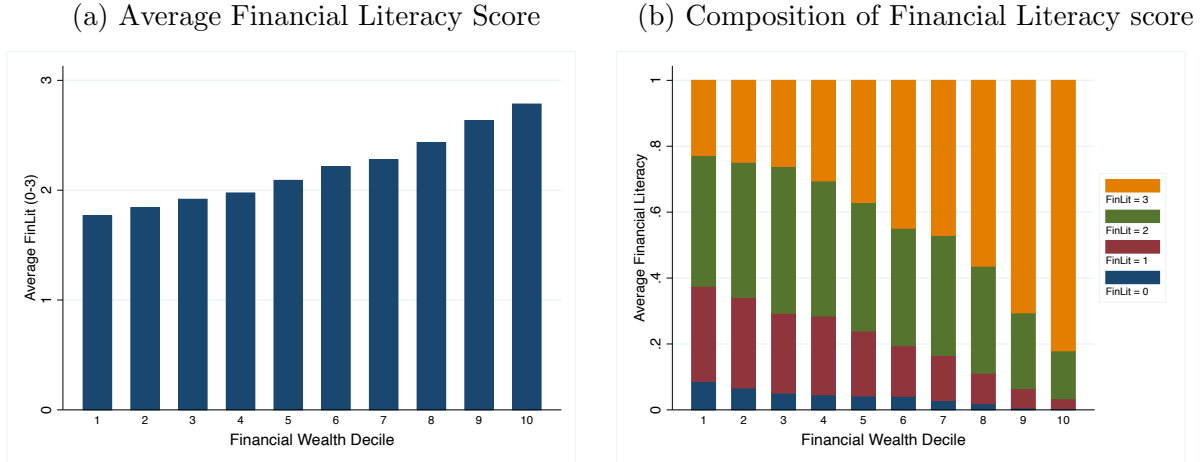 (a) Average Financial Literacy Score
3
2
1
0
Average FinLit (0-3)
1 2 3 4 5 6 7 8 9 10
Financial Wealth Decile
(b) Composition of Financial Literacy score
1
.8
.6
.4
.2
0
Average Financial Literacy
1 2 3 4 5 6 7 8 9 10
Financial Wealth Decile
FinLit = 3
FinLit = 2
FinLit = 1
FinLit = 0